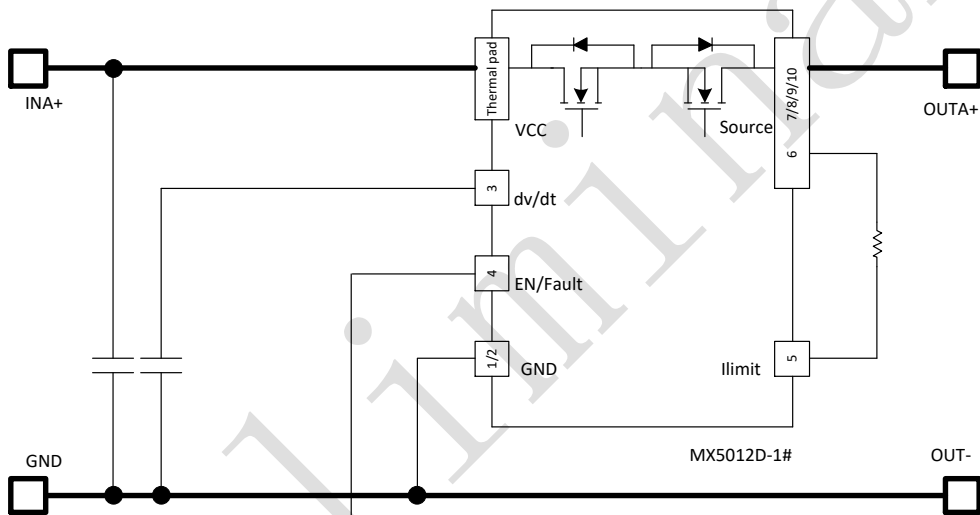 Thermal pad
7/8/9/10
INA+
OUTA+
VCC
Source
6
3
dv/dt
4
EN/Fault
1/2
GND
Ilimit
5
MX5012D-1#
GND
OUT-
limina